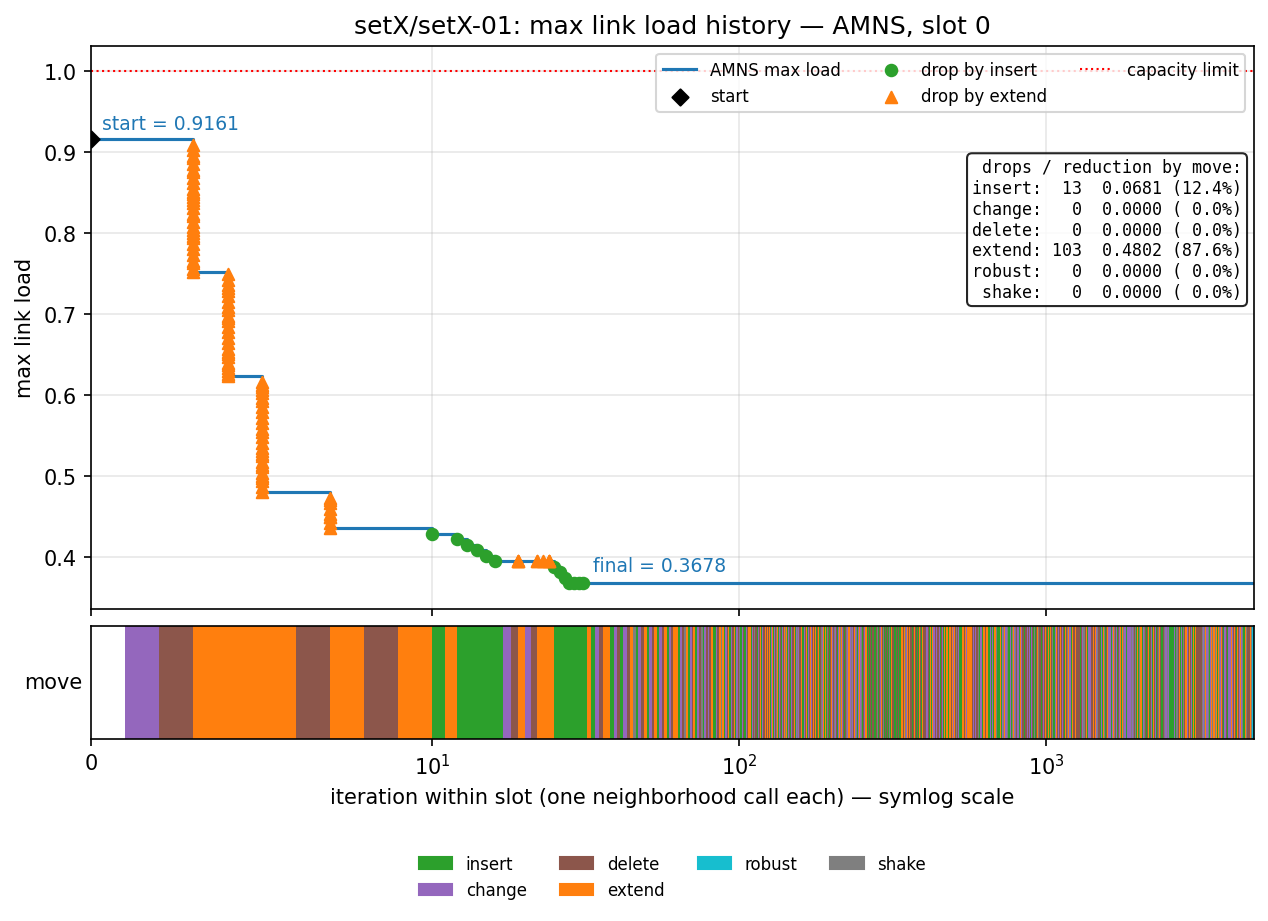 setX/setX-01: max link load history — AMNS, slot 0
AMNS max load
start
drop by insert
drop by extend
capacity limit
start = 0.9161
drops / reduction by move:
insert: 13 0.0681 (12.4%)
change: 0 0.0000 ( 0.0%)
delete: 0 0.0000 ( 0.0%)
extend: 103 0.4802 (87.6%)
robust: 0 0.0000 ( 0.0%)
shake: 0 0.0000 ( 0.0%)
final = 0.3678
max link load
1.0
0.9
0.8
0.7
0.6
0.5
0.4
move
0
10¹
10²
10³
iteration within slot (one neighborhood call each) — symlog scale
insert
change
delete
extend
robust
shake